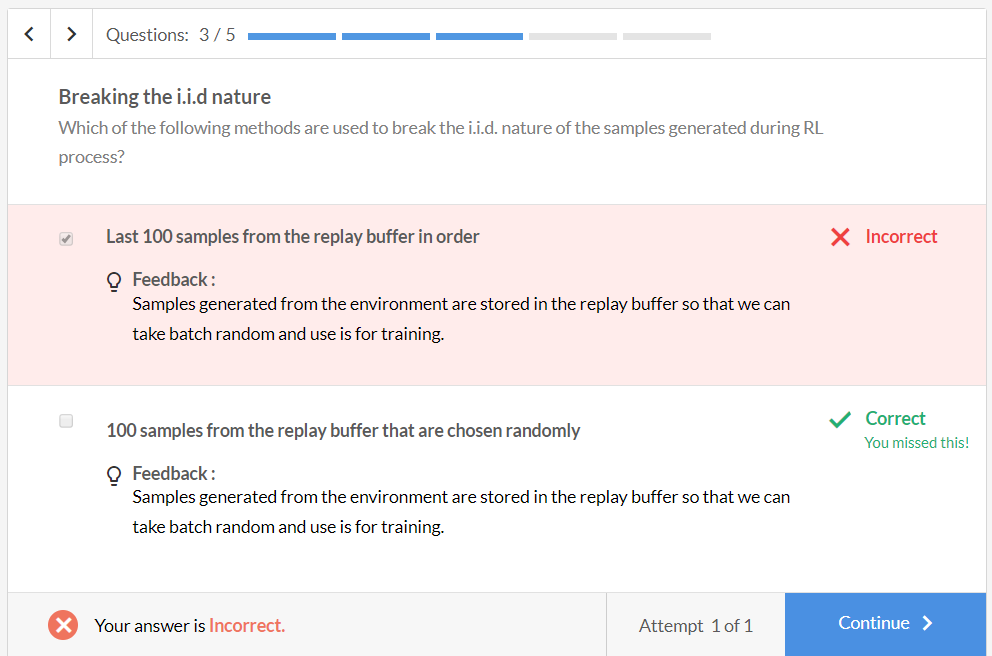 Questions: 3 / 5
Breaking the i.i.d nature
Which of the following methods are used to break the i.i.d. nature of the samples generated during RL
process?
Last 100 samples from the replay buffer in order
Incorrect
Feedback :
Samples generated from the environment are stored in the replay buffer so that we can
take batch random and use is for training.
100 samples from the replay buffer that are chosen randomly
Correct
You missed this!
Feedback :
Samples generated from the environment are stored in the replay buffer so that we can
take batch random and use is for training.
Your answer is Incorrect.
Attempt 1 of 1
Continue